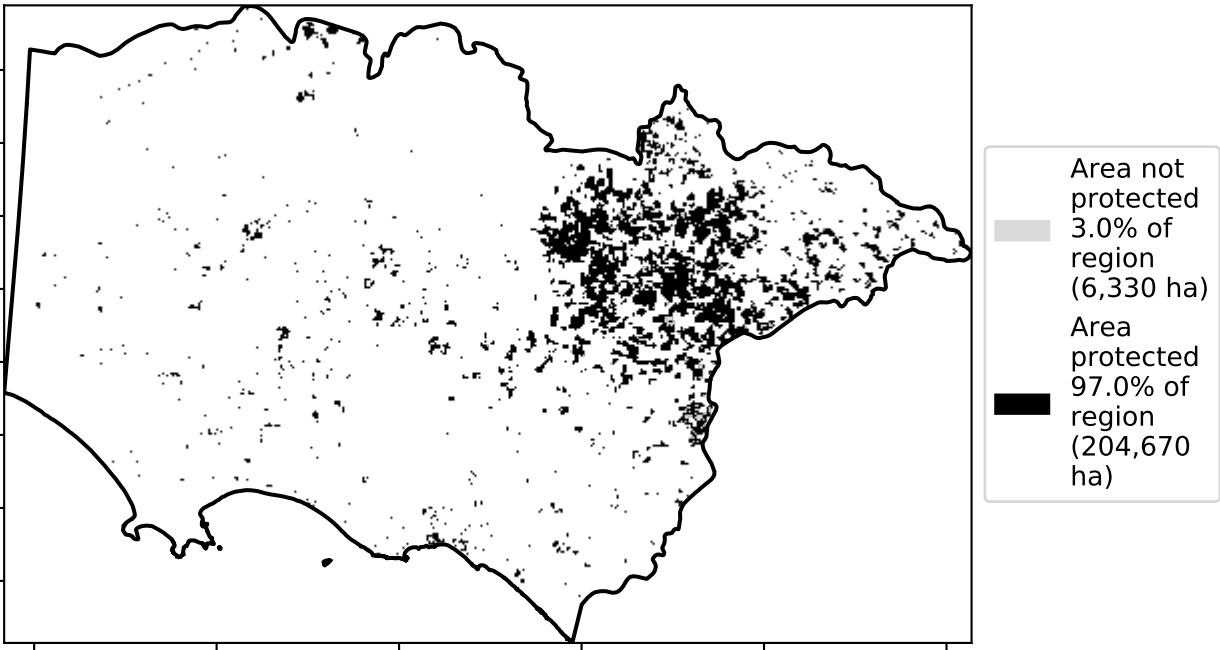 Area not
protected
3.0% of
region
(6,330 ha)
Area
protected
97.0% of
region
(204,670
ha)